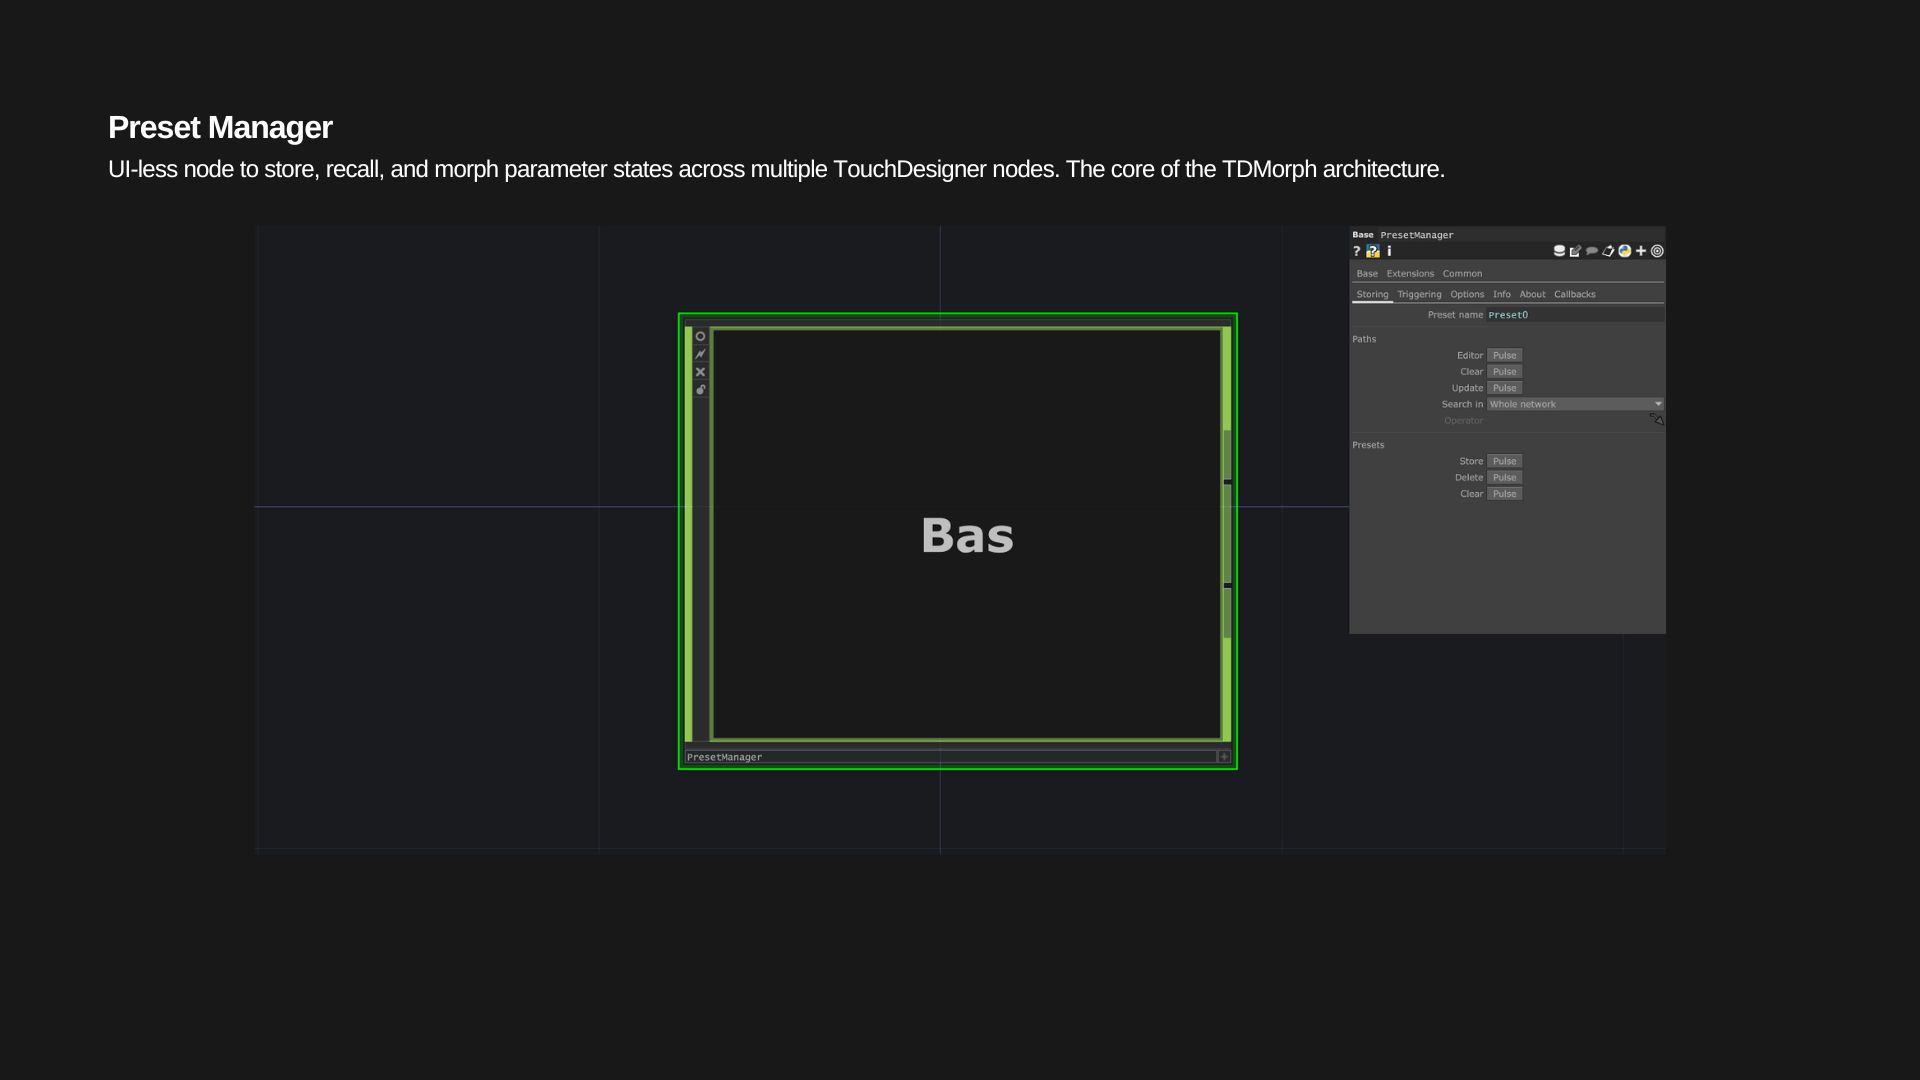 Preset Manager
UI-less node to store, recall, and morph parameter states across multiple TouchDesigner nodes. The core of the TDMorph architecture.
Base PresetManager
? ? i
Base Extensions Common
Storing Triggering Options Info About Callbacks
Preset name Preset0
Paths
Editor Pulse
Clear Pulse
Update Pulse
Search in Whole network
Operator
Presets
Store Pulse
Delete Pulse
Clear Pulse
Bas
PresetManager